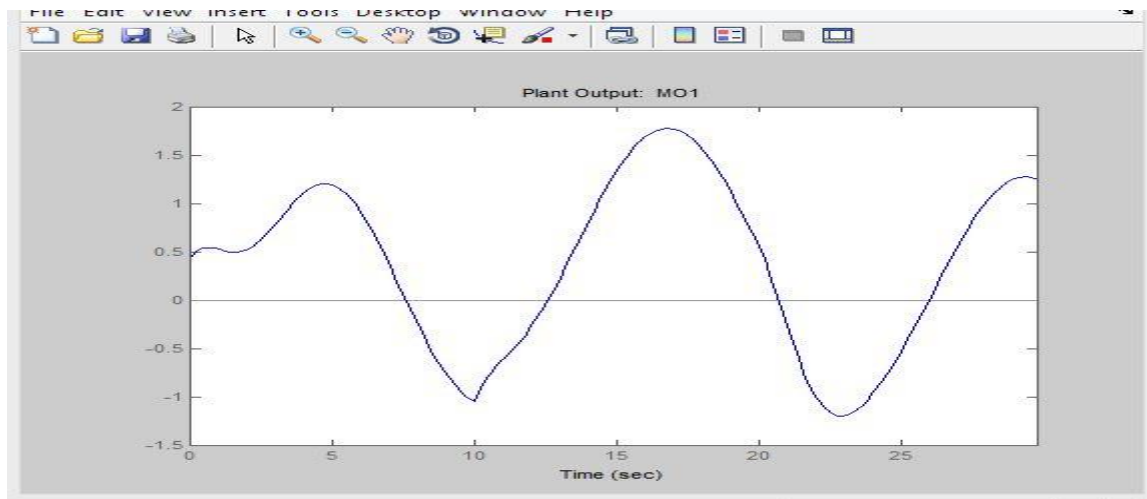 File Edit View Insert Tools Desktop Window Help
Plant Output: MO1
2
1.5
1
0.5
0
-0.5
-1
-1.5
0 5 10 15 20 25
Time (sec)